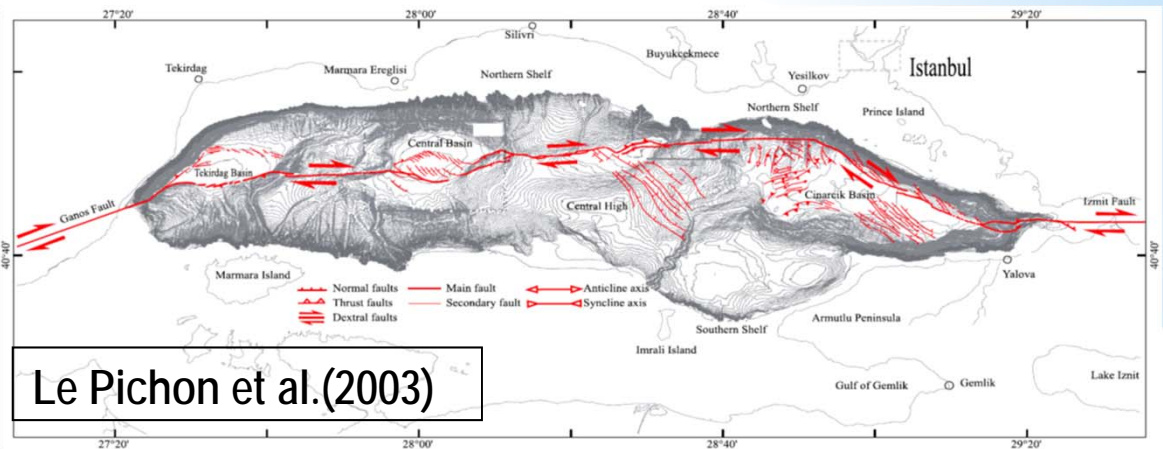 27°20' 28°00' 28°40' 29°20'
Silivri
Buyukcekmece
Tekirdag
Marmara Ereglisi
Northern Shelf
Yesilkov
Istanbul
Northern Shelf
Prince Island
Central Basin
Tekirdag Basin
Cinarcik Basin
Ganos Fault
Central High
Izmit Fault
40°40'
40°40'
Marmara Island
Yalova
Normal faults Main fault Anticline axis
Thrust faults Secondary fault Syncline axis
Dextral faults
Southern Shelf
Armutlu Peninsula
Imrali Island
Le Pichon et al.(2003)
Gulf of Gemlik
Gemlik
Lake Iznit
27°20' 28°00' 28°40' 29°20'